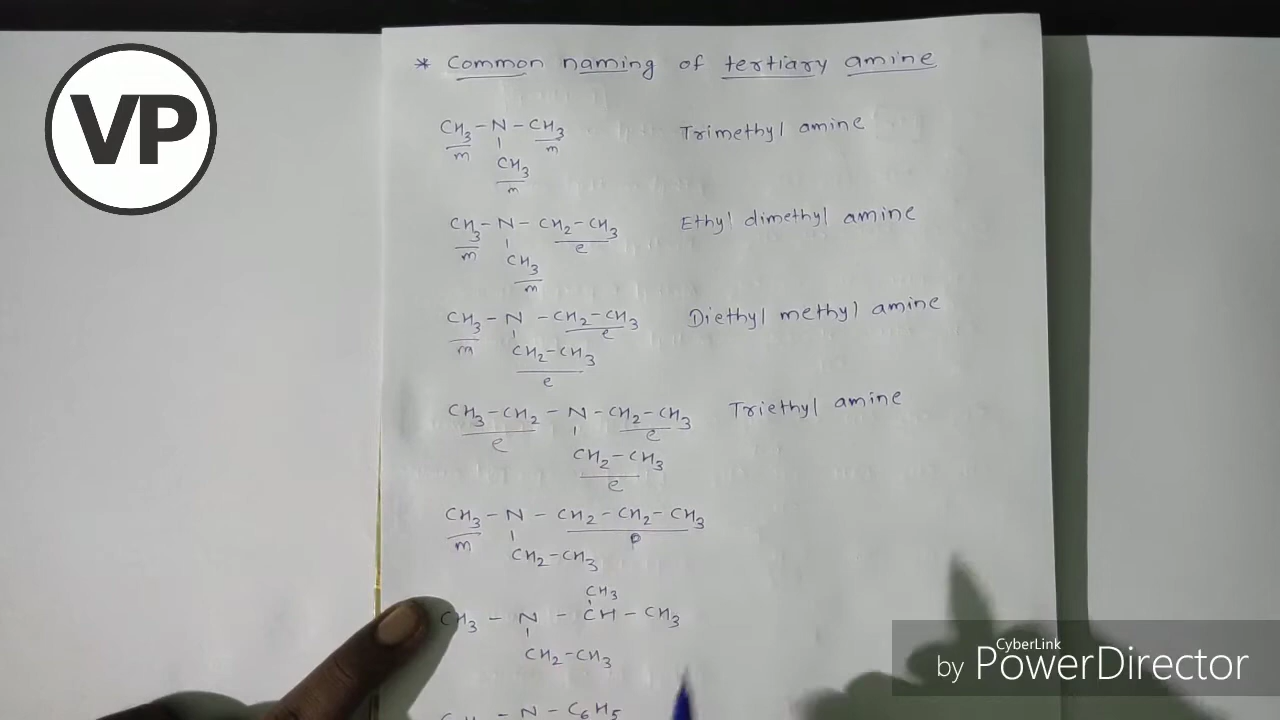 VP
* Common naming of tertiary amine
CH3 - N - CH3 Trimethyl amine
m m
CH3
m
CH3 - N - CH2 - CH3 Ethyl dimethyl amine
m e
CH3
m
CH3 - N - CH2 - CH3 Diethyl methyl amine
m e
CH2 - CH3
e
CH3 - CH2 - N - CH2 - CH3 Triethyl amine
e e
CH2 - CH3
e
CH3 - N - CH2 - CH2 - CH3
m p
CH2 - CH3
CH3
CH3 - N - CH - CH3
CH2 - CH3
CH - N - C6H5
CyberLink
by PowerDirector